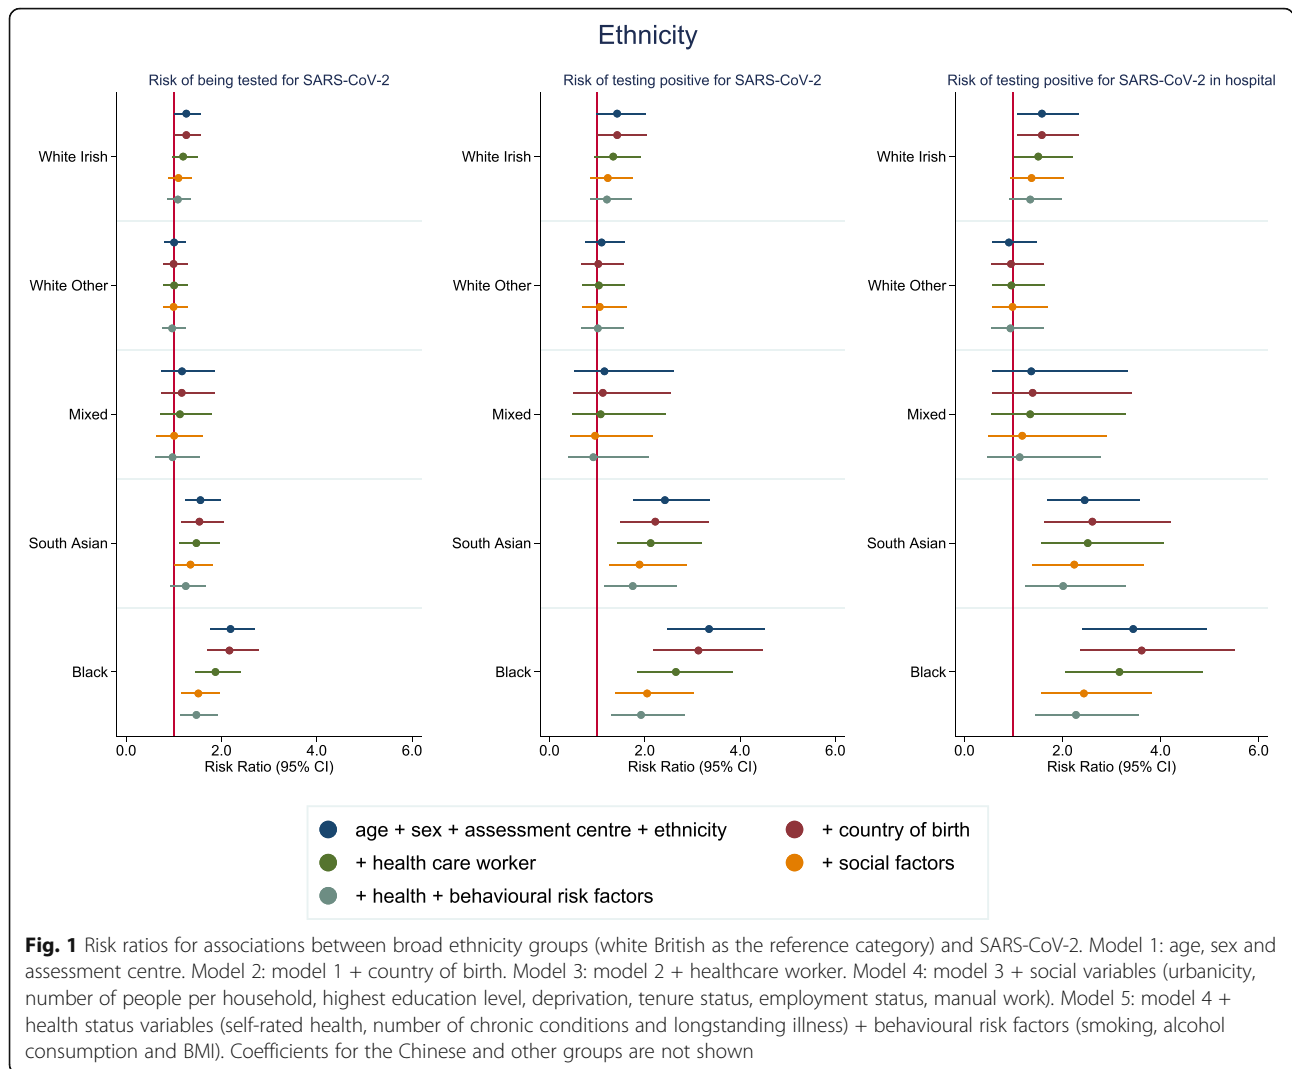 Ethnicity
Risk of being tested for SARS-CoV-2
White Irish
White Other
Mixed
South Asian
Black
0.0 2.0 4.0 6.0
Risk Ratio (95% CI)
Risk of testing positive for SARS-CoV-2
White Irish
White Other
Mixed
South Asian
Black
0.0 2.0 4.0 6.0
Risk Ratio (95% CI)
Risk of testing positive for SARS-CoV-2 in hospital
White Irish
White Other
Mixed
South Asian
Black
0.0 2.0 4.0 6.0
Risk Ratio (95% CI)
age + sex + assessment centre + ethnicity
+ country of birth
+ health care worker
+ social factors
+ health + behavioural risk factors
Fig. 1 Risk ratios for associations between broad ethnicity groups (white British as the reference category) and SARS-CoV-2. Model 1: age, sex and
assessment centre. Model 2: model 1 + country of birth. Model 3: model 2 + healthcare worker. Model 4: model 3 + social variables (urbanicity,
number of people per household, highest education level, deprivation, tenure status, employment status, manual work). Model 5: model 4 +
health status variables (self-rated health, number of chronic conditions and longstanding illness) + behavioural risk factors (smoking, alcohol
consumption and BMI). Coefficients for the Chinese and other groups are not shown